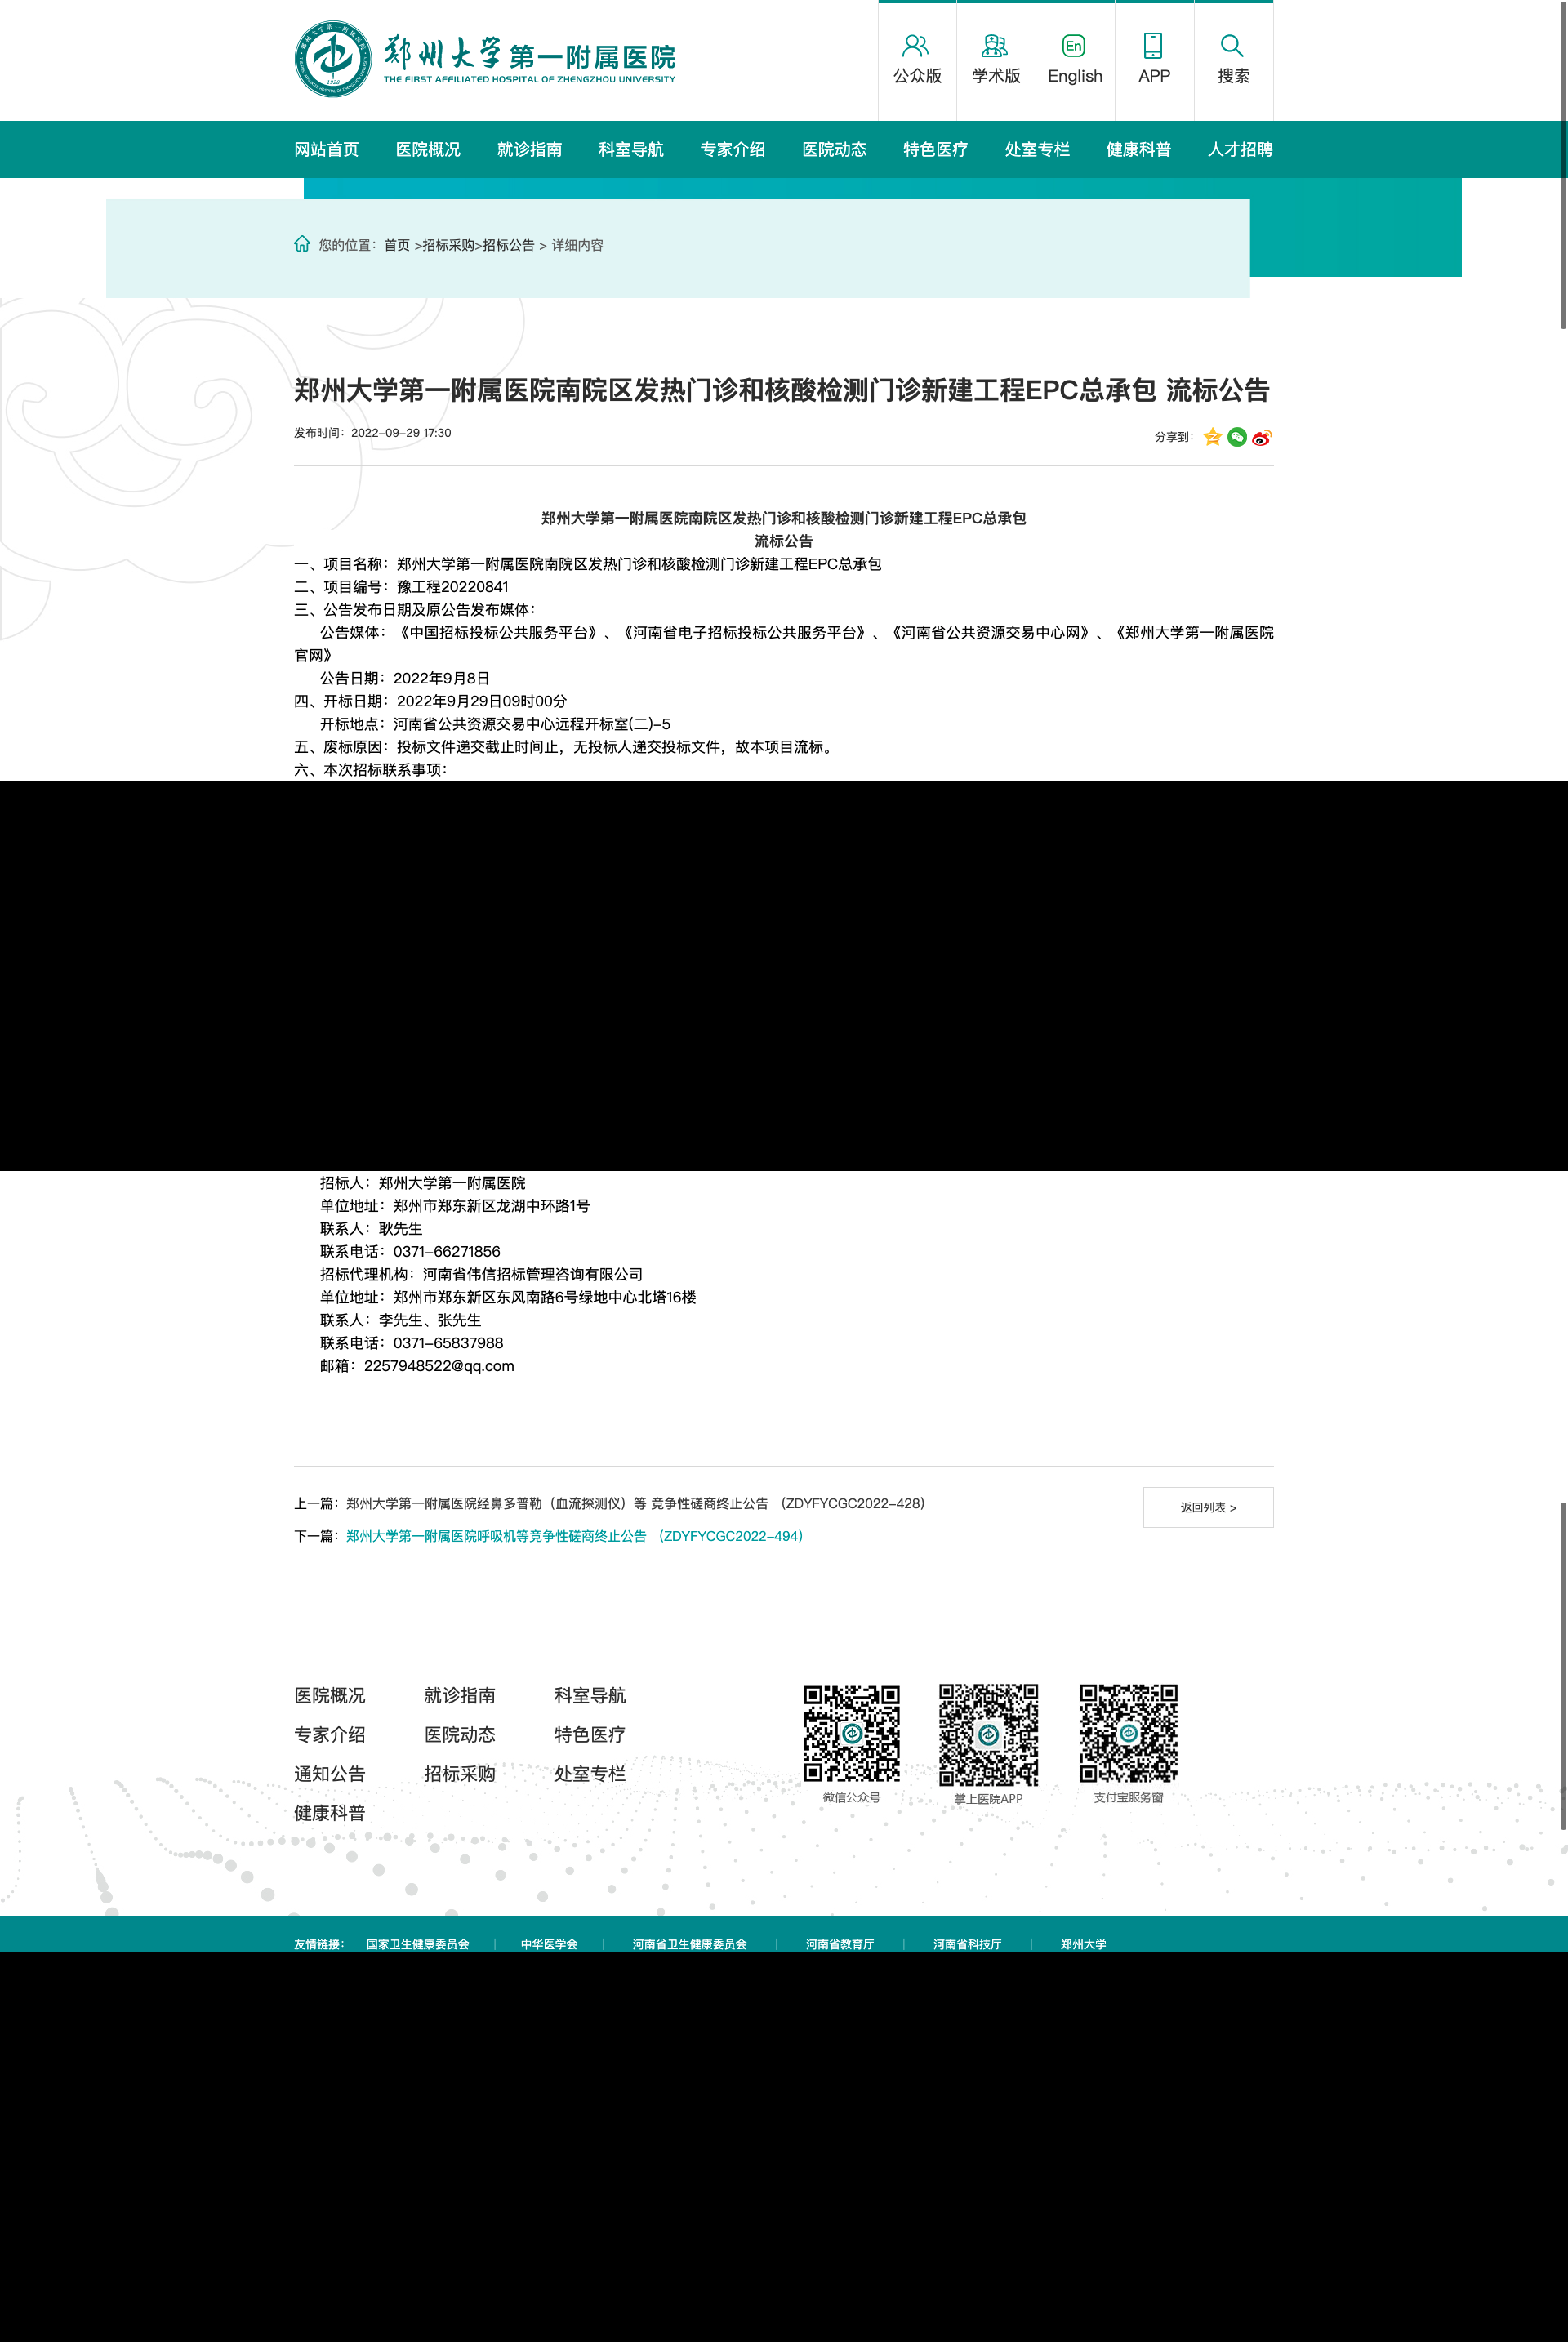 郑州大学第一附属医院
THE FIRST AFFILIATED HOSPITAL OF ZHENGZHOU UNIVERSITY
1928
公众版
学术版
En
English
APP
搜索
网站首页 医院概况 就诊指南 科室导航 专家介绍 医院动态 特色医疗 处室专栏 健康科普 人才招聘
您的位置：首页 >招标采购>招标公告 > 详细内容
郑州大学第一附属医院南院区发热门诊和核酸检测门诊新建工程EPC总承包 流标公告
发布时间：2022-09-29 17:30
分享到：
郑州大学第一附属医院南院区发热门诊和核酸检测门诊新建工程EPC总承包
流标公告
一、项目名称：郑州大学第一附属医院南院区发热门诊和核酸检测门诊新建工程EPC总承包
二、项目编号：豫工程20220841
三、公告发布日期及原公告发布媒体：
公告媒体：《中国招标投标公共服务平台》、《河南省电子招标投标公共服务平台》、《河南省公共资源交易中心网》、《郑州大学第一附属医院
官网》
公告日期：2022年9月8日
四、开标日期：2022年9月29日09时00分
开标地点：河南省公共资源交易中心远程开标室(二)-5
五、废标原因：投标文件递交截止时间止，无投标人递交投标文件，故本项目流标。
六、本次招标联系事项：
招标人：郑州大学第一附属医院
单位地址：郑州市郑东新区龙湖中环路1号
联系人：耿先生
联系电话：0371-66271856
招标代理机构：河南省伟信招标管理咨询有限公司
单位地址：郑州市郑东新区东风南路6号绿地中心北塔16楼
联系人：李先生、张先生
联系电话：0371-65837988
邮箱：2257948522@qq.com
上一篇：郑州大学第一附属医院经鼻多普勒（血流探测仪）等 竞争性磋商终止公告 （ZDYFYCGC2022-428）
返回列表 >
下一篇：郑州大学第一附属医院呼吸机等竞争性磋商终止公告 （ZDYFYCGC2022-494）
医院概况 就诊指南 科室导航
专家介绍 医院动态 特色医疗
通知公告 招标采购 处室专栏
健康科普
微信公众号 掌上医院APP 支付宝服务窗
友情链接： 国家卫生健康委员会 | 中华医学会 | 河南省卫生健康委员会 | 河南省教育厅 | 河南省科技厅 | 郑州大学